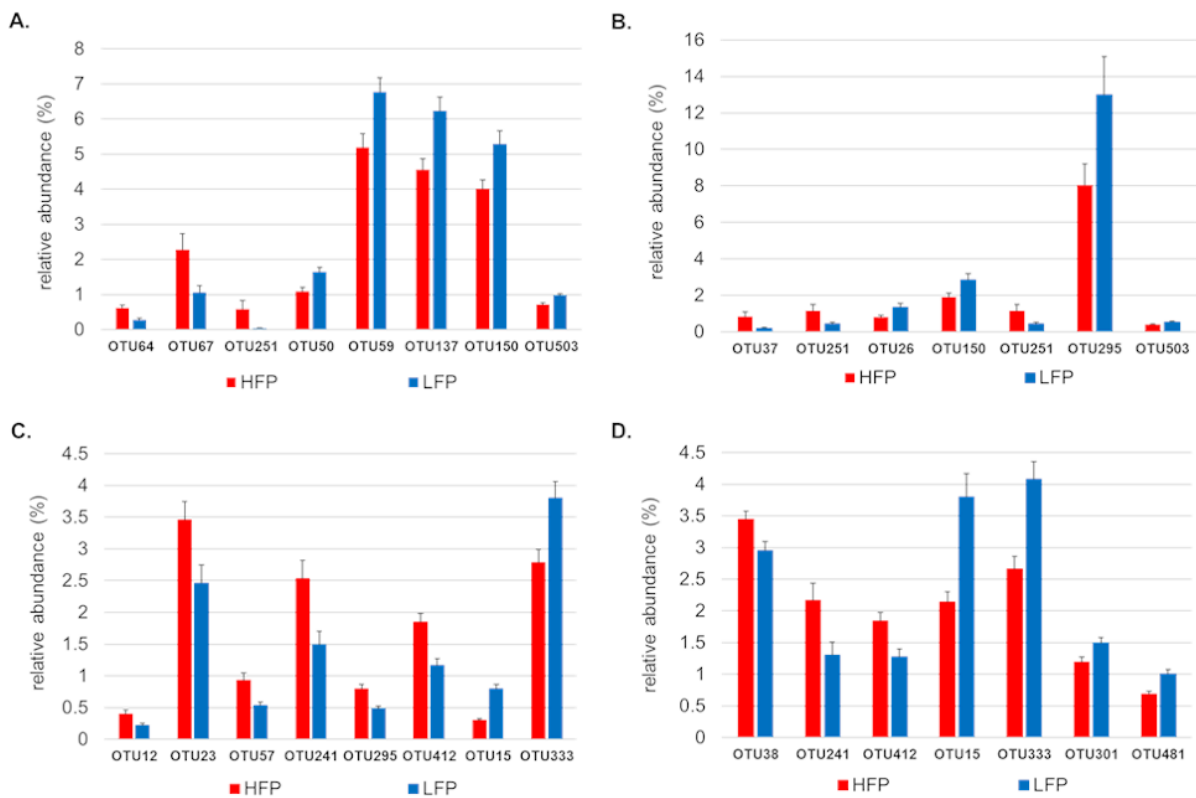 A.
relative abundance (%)
8
7
6
5
4
3
2
1
0
OTU64 OTU67 OTU251 OTU50 OTU59 OTU137 OTU150 OTU503
HFP LFP
B.
relative abundance (%)
16
14
12
10
8
6
4
2
0
OTU37 OTU251 OTU26 OTU150 OTU251 OTU295 OTU503
HFP LFP
C.
relative abundance (%)
4.5
4
3.5
3
2.5
2
1.5
1
0.5
0
OTU12 OTU23 OTU57 OTU241 OTU295 OTU412 OTU15 OTU333
HFP LFP
D.
relative abundance (%)
4.5
4
3.5
3
2.5
2
1.5
1
0.5
0
OTU38 OTU241 OTU412 OTU15 OTU333 OTU301 OTU481
HFP LFP